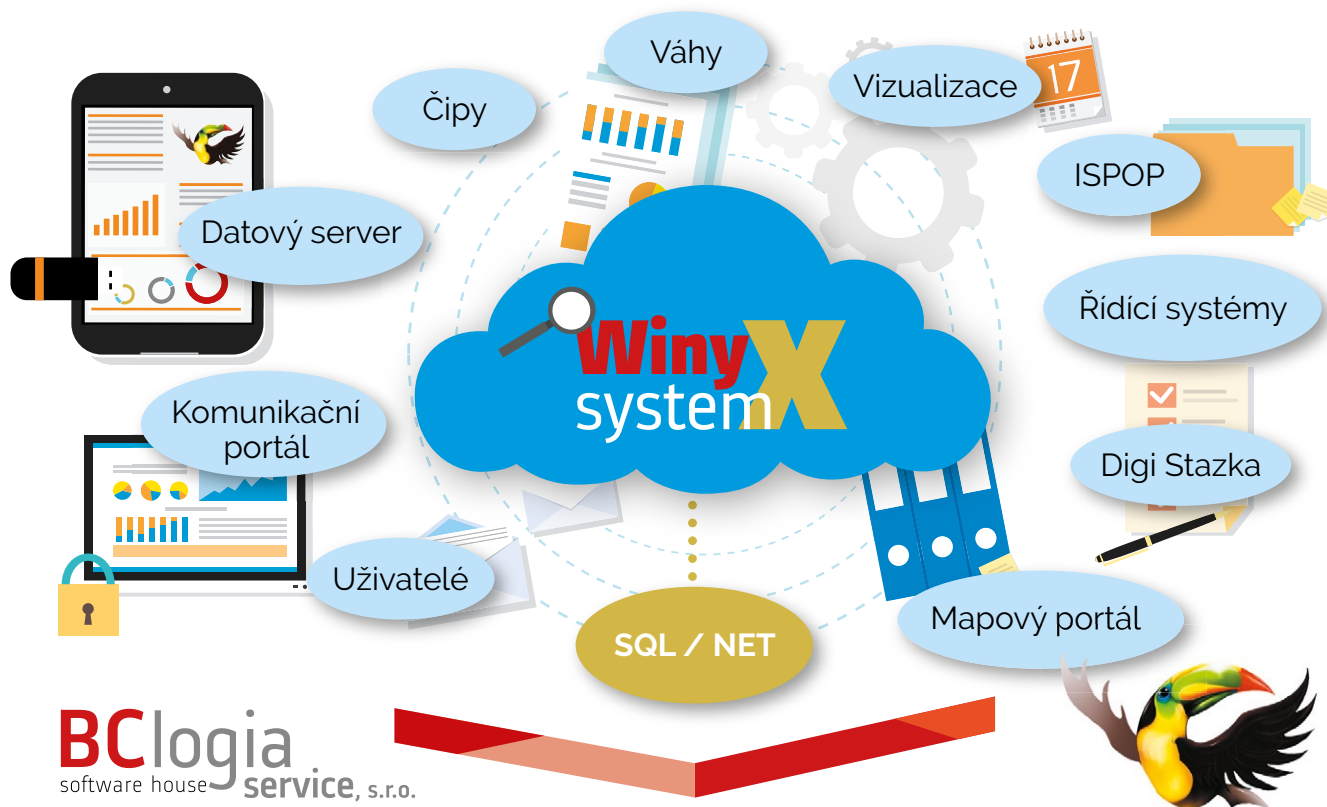 Váhy
Čipy
Vizualizace
17
ISPOP
Datový server
Řídící systémy
WinyX
system
Komunikační
portál
Digi Stazka
Uživatelé
Mapový portál
SQL / NET
BClogia
software house
service, s.r.o.